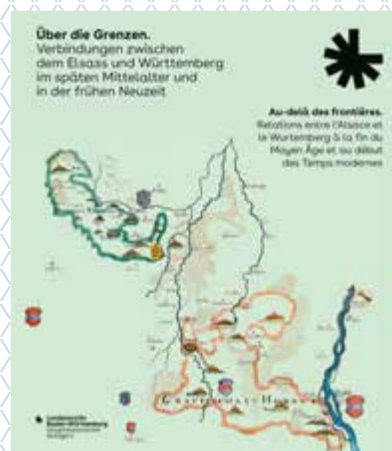 Über die Grenzen.
Verbindungen zwischen
dem Elsass und Württemberg
im späten Mittelalter und
in der frühen Neuzeit
Au-delà des frontières.
Relations entre l'Alsace et
le Wurtemberg à la fin du
Moyen Âge et au début
des Temps modernes
Landesarchiv
Baden-Württemberg
Hauptstaatsarchiv
Stuttgart